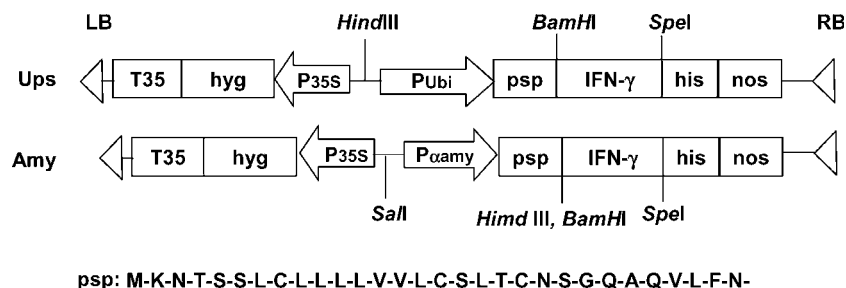 LB HindIII BamHI SpeI RB
Ups T35 hyg P35S PUbi psp IFN-γ his nos
Amy T35 hyg P35S Pαamy psp IFN-γ his nos
SalI Himd III, BamHI SpeI
psp: M-K-N-T-S-S-L-C-L-L-L-L-V-V-L-C-S-L-T-C-N-S-G-Q-A-Q-V-L-F-N-